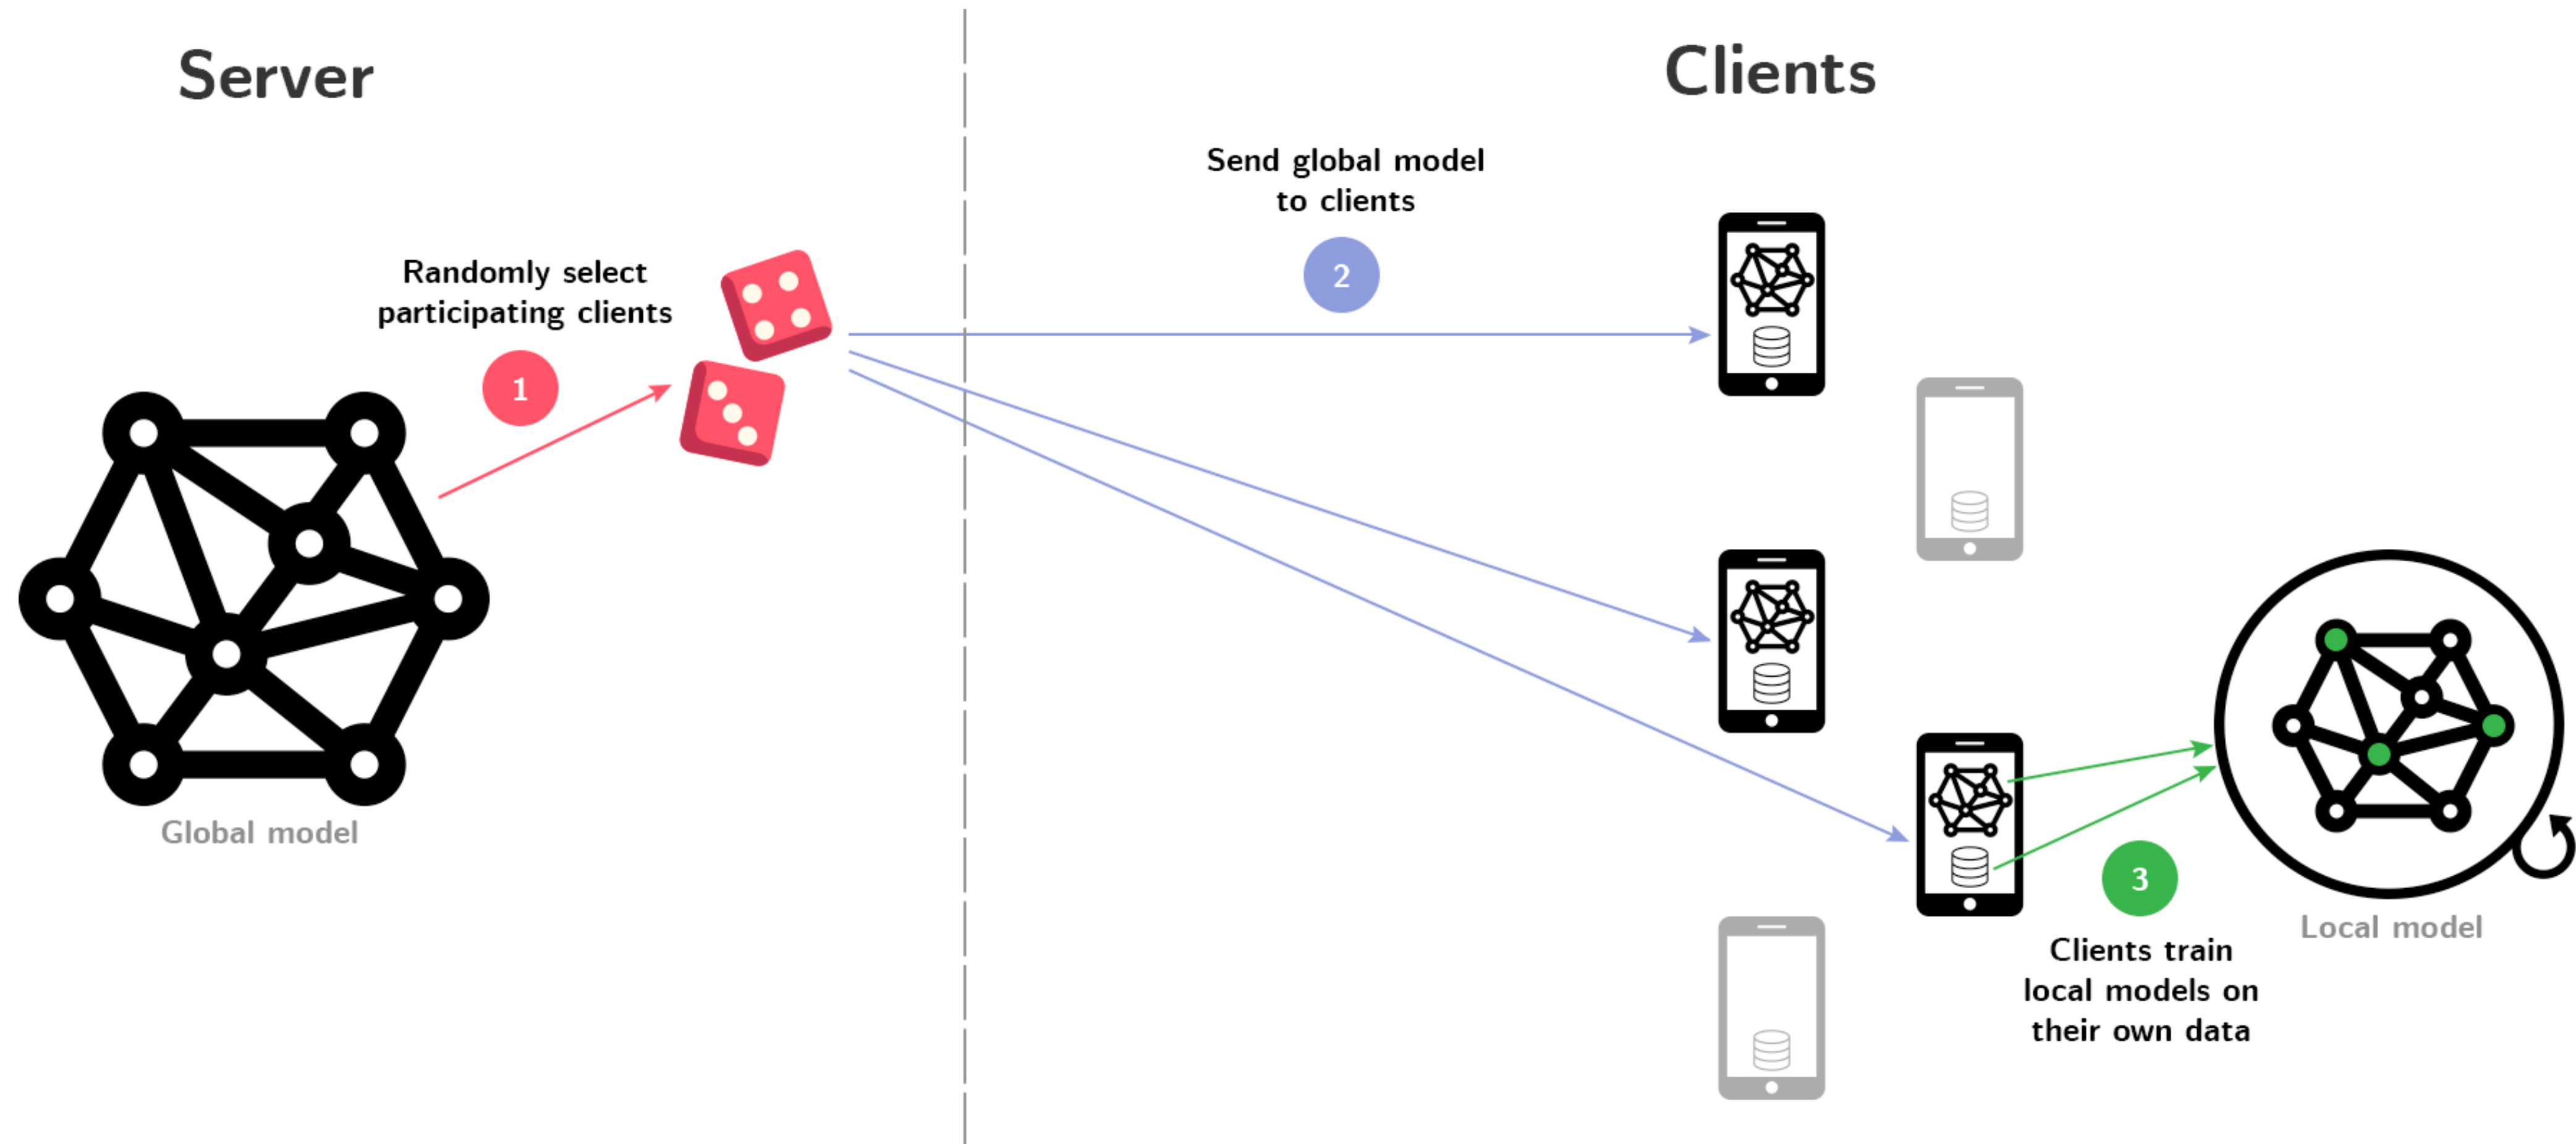 Server
Clients
Send global model
to clients
2
Randomly select
participating clients
1
Global model
3
Local model
Clients train
local models on
their own data